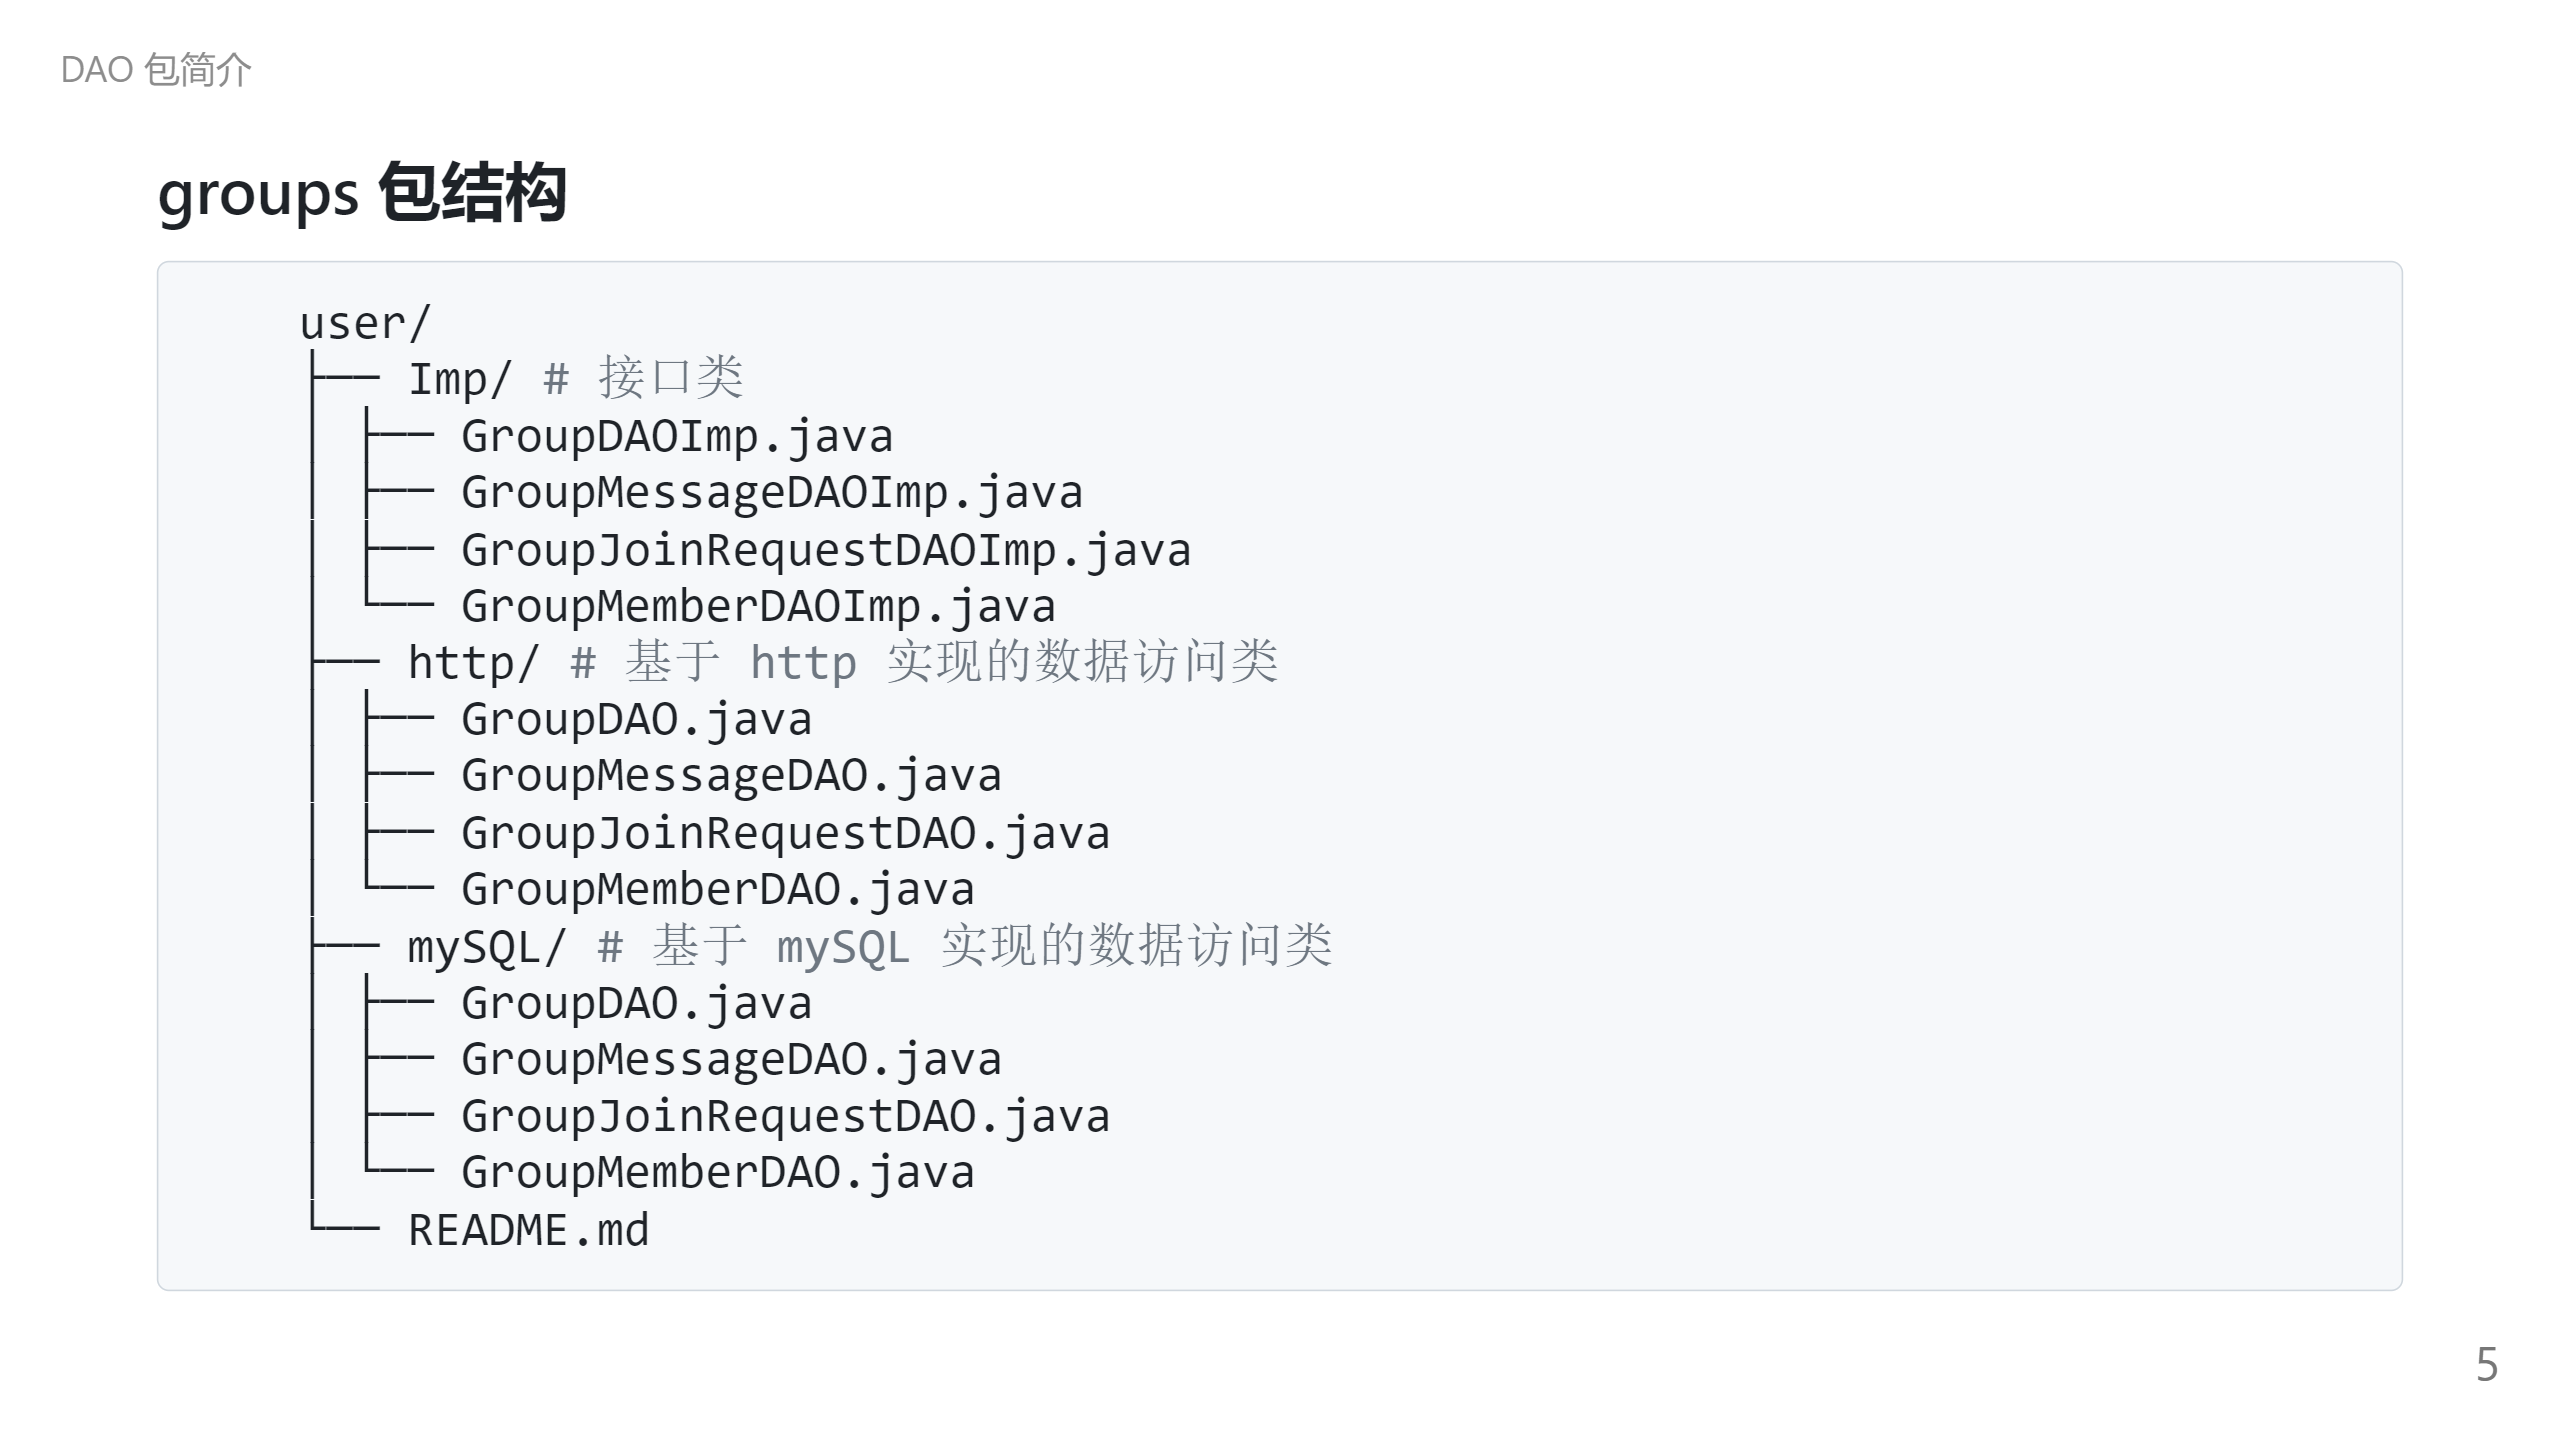 DAO 包简介
groups 包结构
user/
├── Imp/ # 接口类
│ ├── GroupDAOImp.java
│ ├── GroupMessageDAOImp.java
│ ├── GroupJoinRequestDAOImp.java
│ └── GroupMemberDAOImp.java
├── http/ # 基于 http 实现的数据访问类
│ ├── GroupDAO.java
│ ├── GroupMessageDAO.java
│ ├── GroupJoinRequestDAO.java
│ └── GroupMemberDAO.java
├── mySQL/ # 基于 mySQL 实现的数据访问类
│ ├── GroupDAO.java
│ ├── GroupMessageDAO.java
│ ├── GroupJoinRequestDAO.java
│ └── GroupMemberDAO.java
└── README.md
5